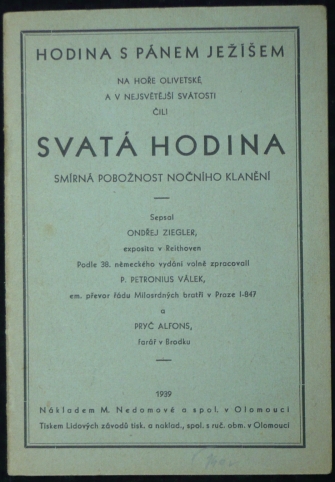 HODINA S PÁNEM JEŽÍŠEM
NA HOŘE OLIVETSKÉ
A V NEJSVĚTĚJŠÍ SVÁTOSTI
ČILI
SVATÁ HODINA
SMÍRNÁ POBOŽNOST NOČNÍHO KLANĚNÍ
Sepsal
ONDŘEJ ZIEGLER,
exposita v Reithoven
Podle 38. německého vydání volně zpracovali
P. PETRONIUS VÁLEK,
em. převor řádu Milosrdných bratří v Praze I-847
a
PRYČ ALFONS,
farář v Brodku
1939
Nákladem M. Nedomové a spol. v Olomouci
Tiskem Lidových závodů tisk. a naklad., spol. s ruč. obm. v Olomouci